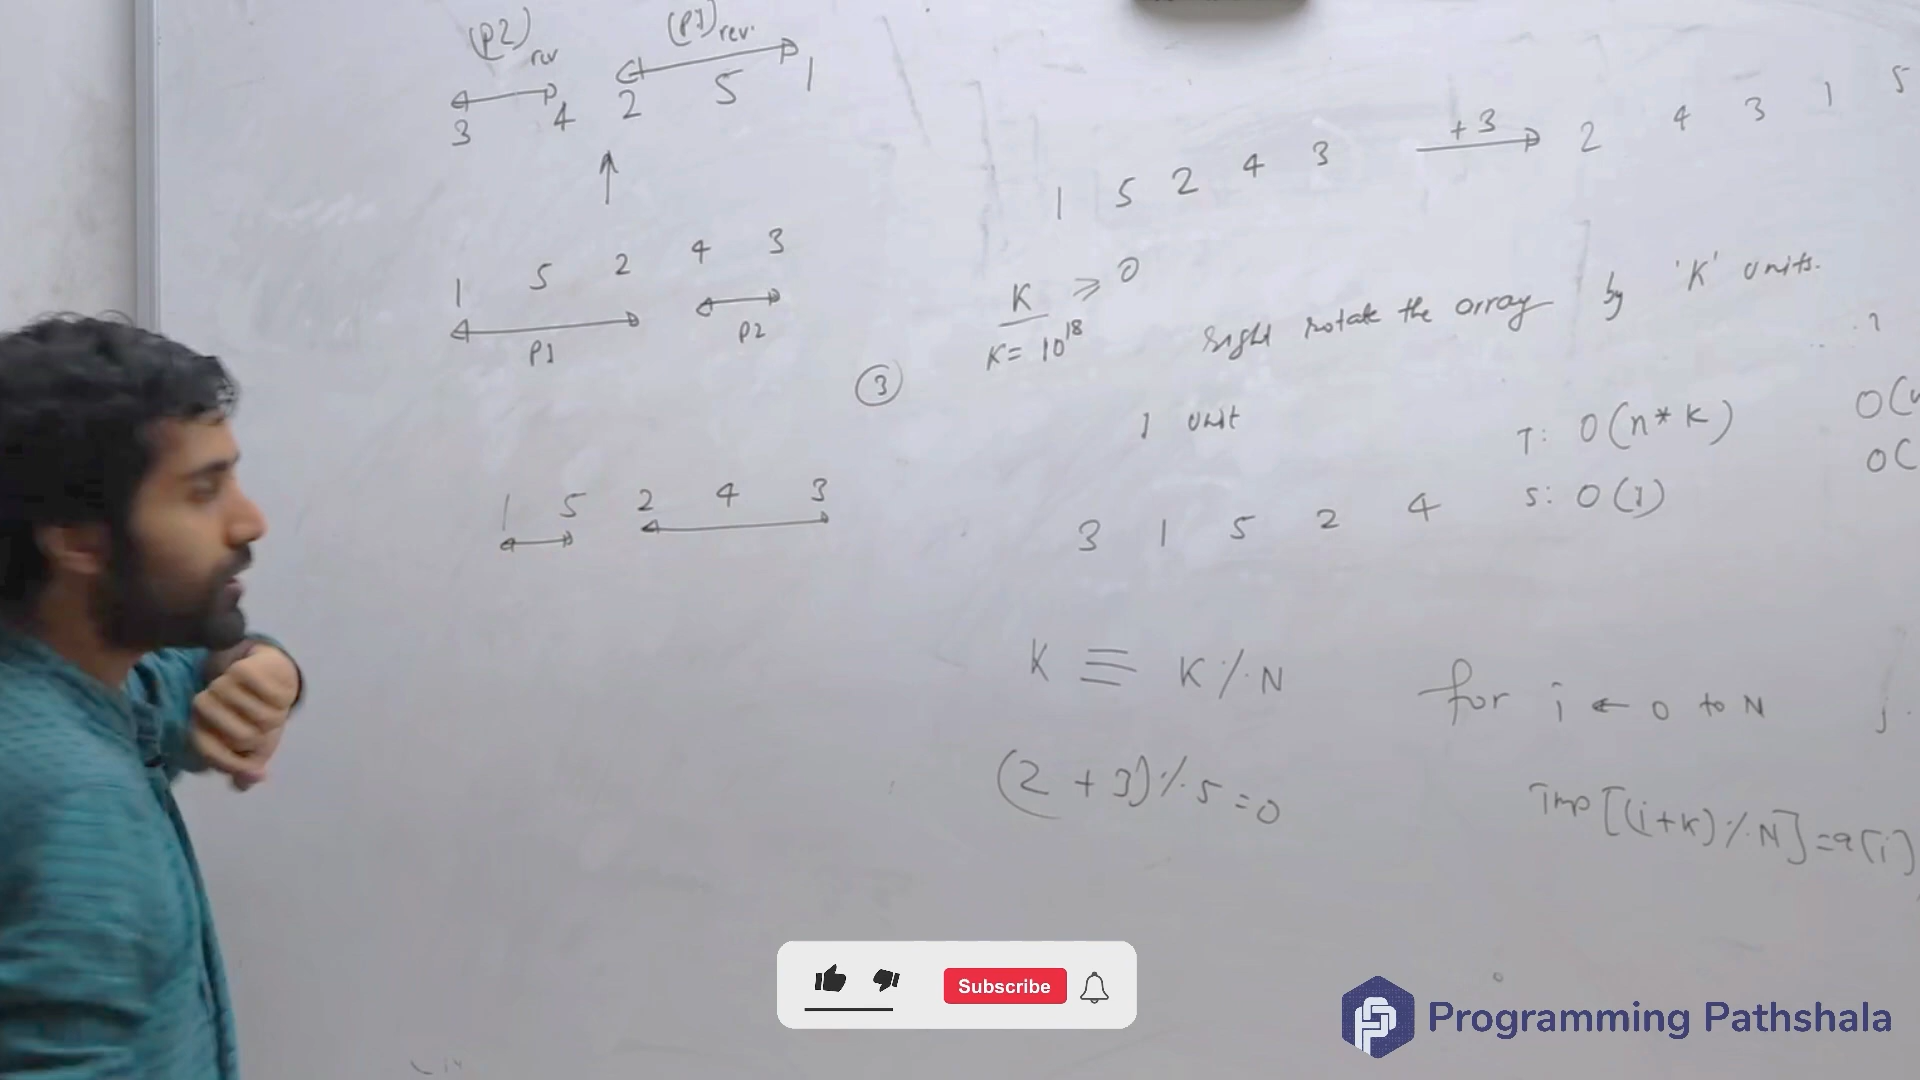 (P2)rev (P1)rev.
3 4 2 5 1
1 5 2 4 3
P1 P2
1 5 2 4 3
1 5 2 4 3 +3 2 4 3 1 5
K ≥ 0
K = 10^18
Right rotate the array by 'K' units.
③ 1 unit
T: O(n*K)
S: O(1)
O(
O(
3 1 5 2 4
K ≡ K % N
(2 + 3) % 5 = 0
for i ← 0 to N
Tmp[(i+K) % N] = a[i]
Subscribe
Programming Pathshala